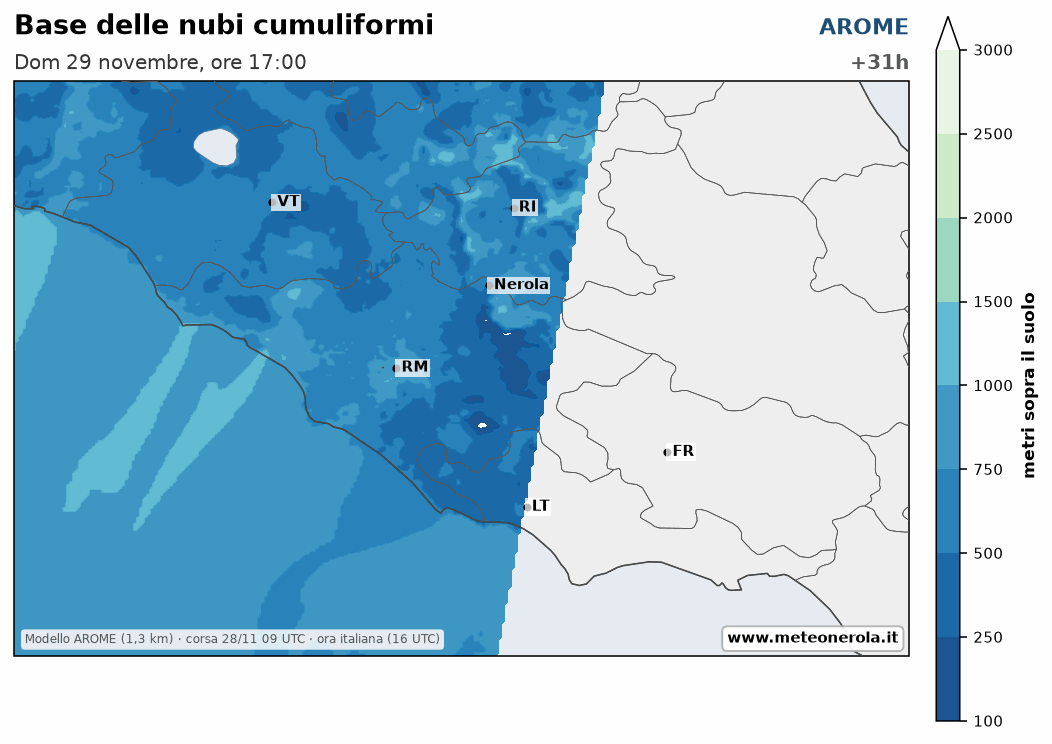 Base delle nubi cumuliformi
AROME
Dom 29 novembre, ore 17:00
+31h
3000
2500
2000
1500
1000
750
500
250
100
metri sopra il suolo
VT
RI
Nerola
RM
FR
LT
Modello AROME (1,3 km) · corsa 28/11 09 UTC · ora italiana (16 UTC)
www.meteonerola.it